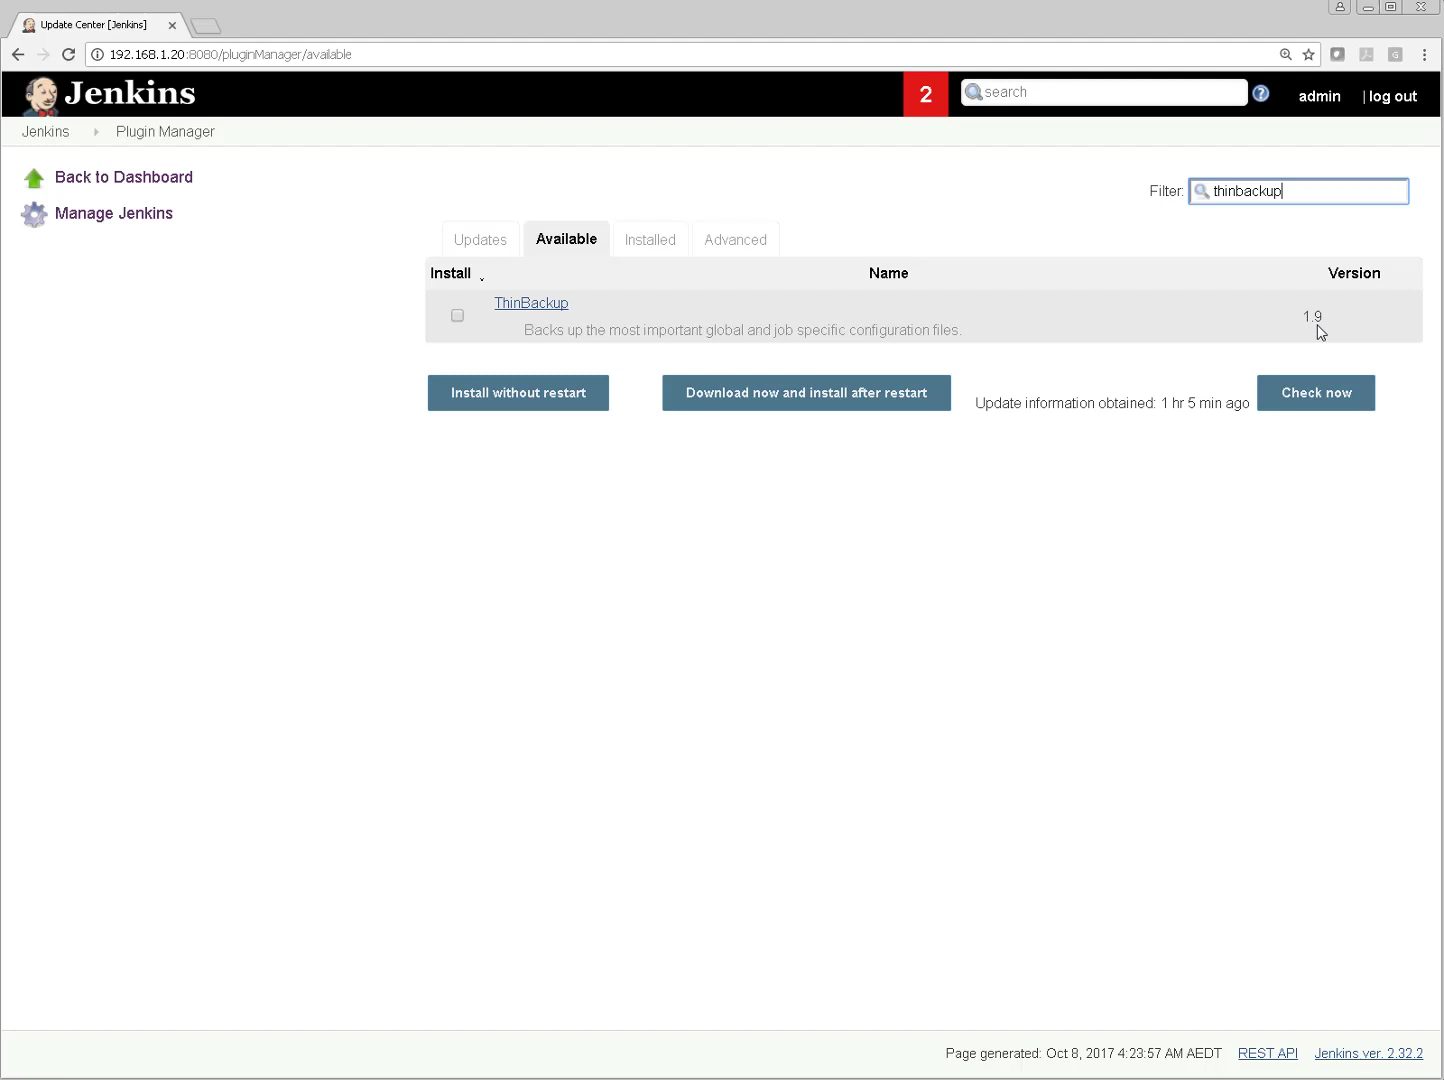 Update Center [Jenkins]
192.168.1.20:8080/pluginManager/available
Jenkins
2
search
admin
| log out
Jenkins
Plugin Manager
Back to Dashboard
Manage Jenkins
Filter:
thinbackup
Updates
Available
Installed
Advanced
Install
Name
Version
ThinBackup
1.9
Backs up the most important global and job specific configuration files.
Install without restart
Download now and install after restart
Update information obtained: 1 hr 5 min ago
Check now
Page generated: Oct 8, 2017 4:23:57 AM AEDT
REST API
Jenkins ver. 2.32.2